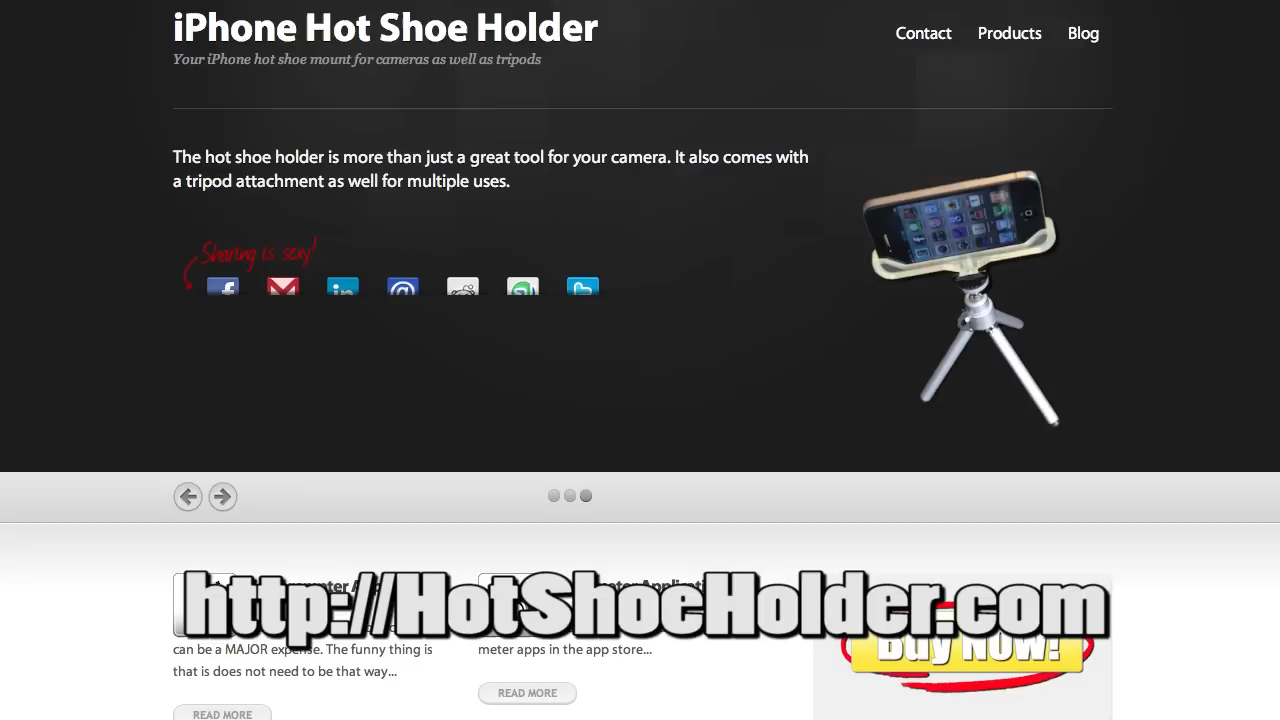 iPhone Hot Shoe Holder
Your iPhone hot shoe mount for cameras as well as tripods
Contact Products Blog
The hot shoe holder is more than just a great tool for your camera. It also comes with
a tripod attachment as well for multiple uses.
Sharing is sexy!
http://HotShoeHolder.com
can be a MAJOR expense. The funny thing is
that is does not need to be that way...
READ MORE
meter apps in the app store...
READ MORE
Buy Now!